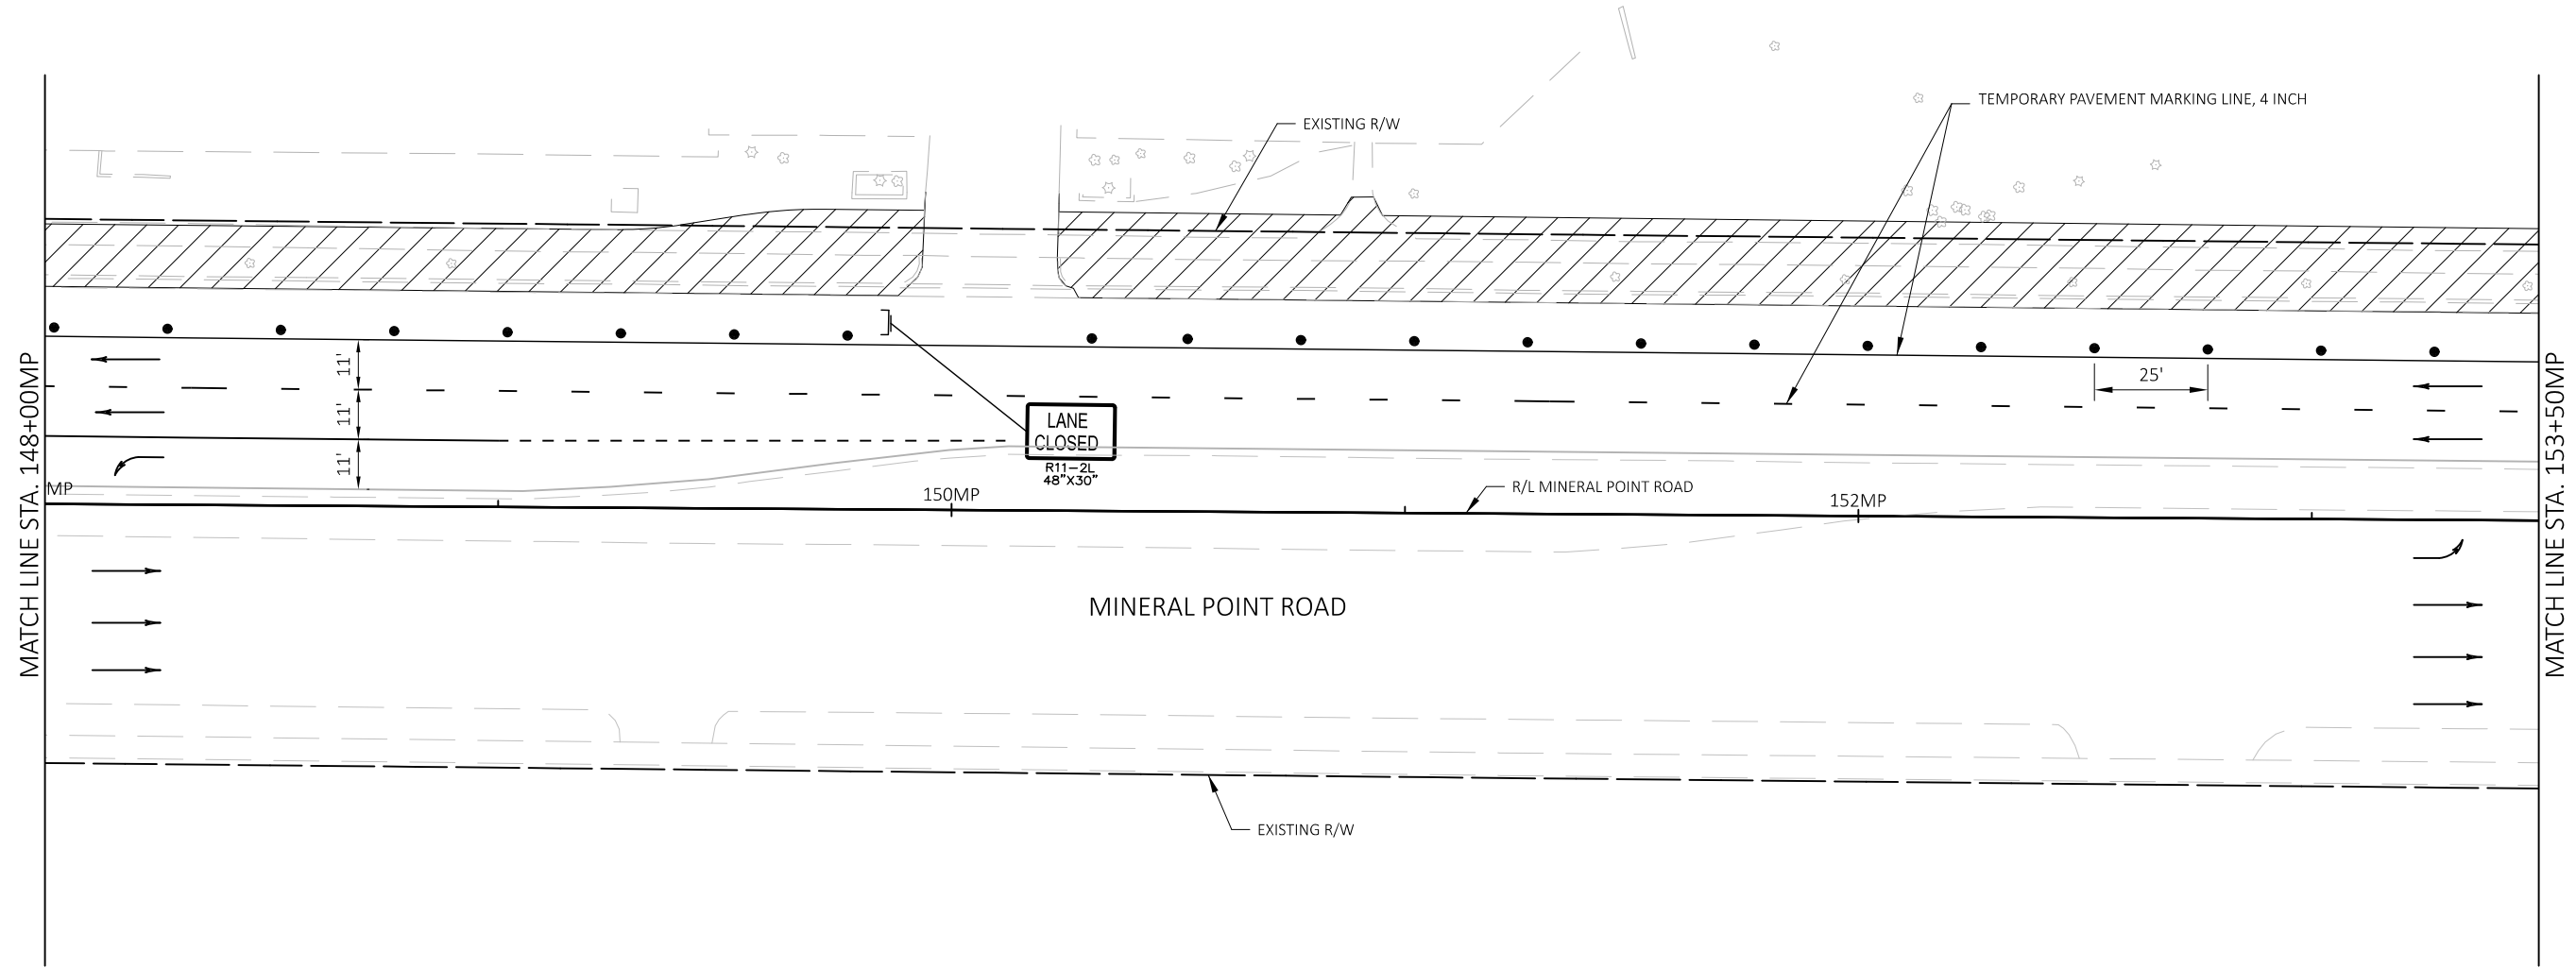 TEMPORARY PAVEMENT MARKING LINE, 4 INCH
EXISTING R/W
MATCH LINE STA. 148+00MP
MATCH LINE STA. 153+50MP
11'
11'
11'
25'
LANE
CLOSED
R11-2L
48"X30"
MP
150MP
R/L MINERAL POINT ROAD
152MP
MINERAL POINT ROAD
EXISTING R/W